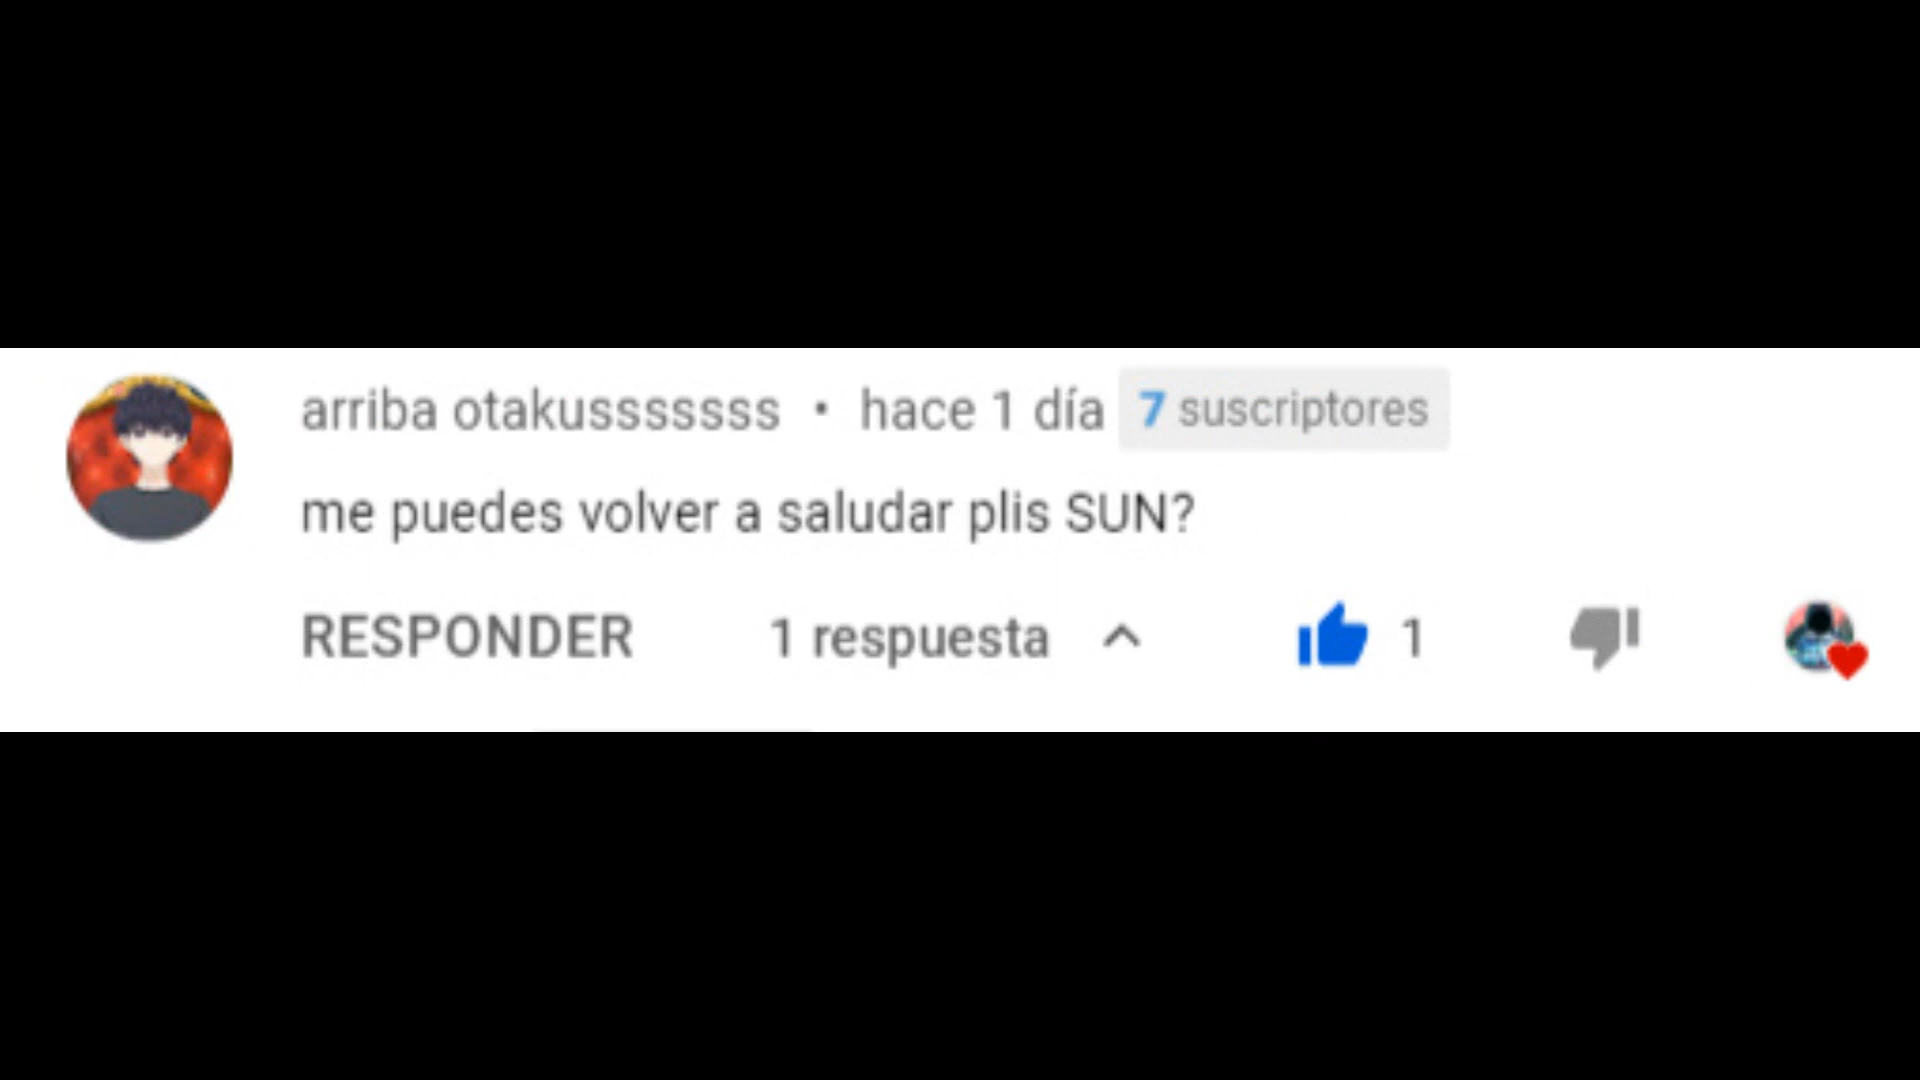 arriba otakusssssss • hace 1 día 7 suscriptores
me puedes volver a saludar plis SUN?
RESPONDER 1 respuesta 1